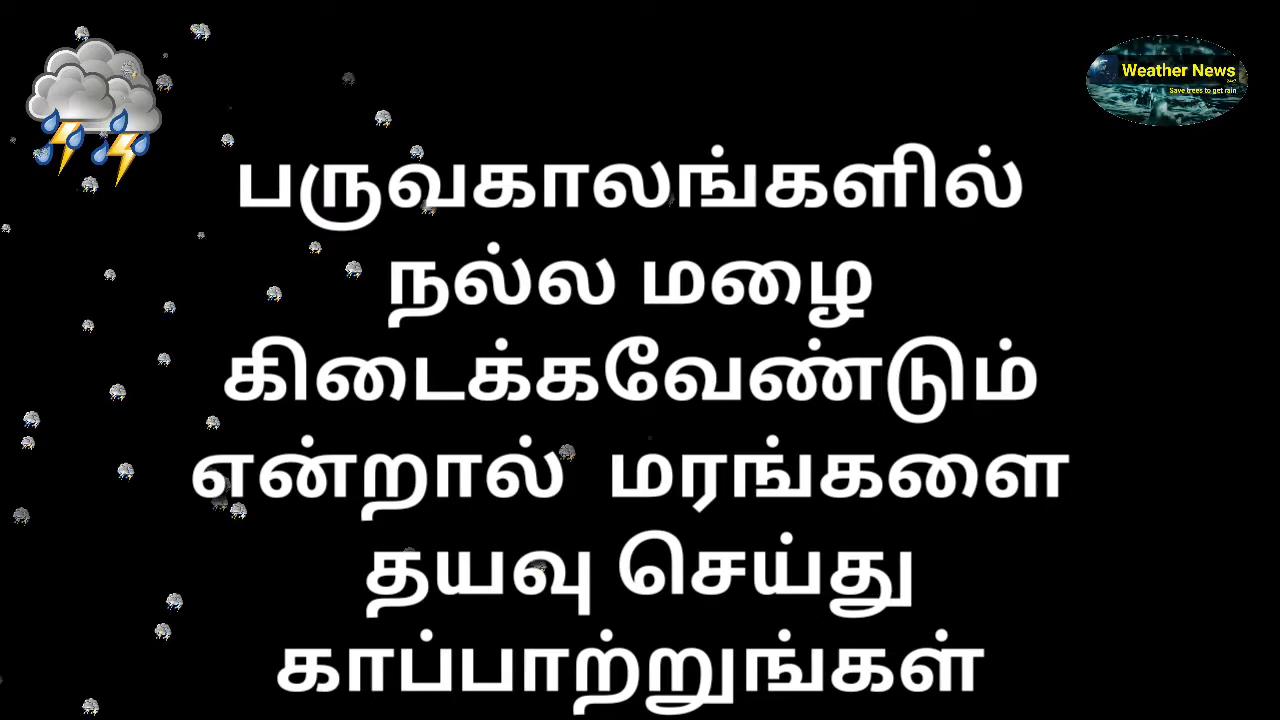 Weather News
24x7
Save trees to get rain
பருவகாலங்களில்
நல்ல மழை
கிடைக்கவேண்டும்
என்றால் மரங்களை
தயவு செய்து
காப்பாற்றுங்கள்